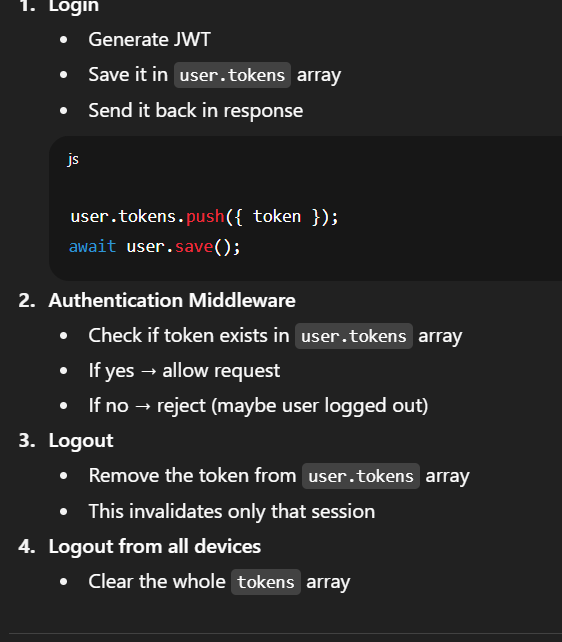 1. Login
• Generate JWT
• Save it in user.tokens array
• Send it back in response
js
user.tokens.push({ token });
await user.save();
2. Authentication Middleware
• Check if token exists in user.tokens array
• If yes → allow request
• If no → reject (maybe user logged out)
3. Logout
• Remove the token from user.tokens array
• This invalidates only that session
4. Logout from all devices
• Clear the whole tokens array